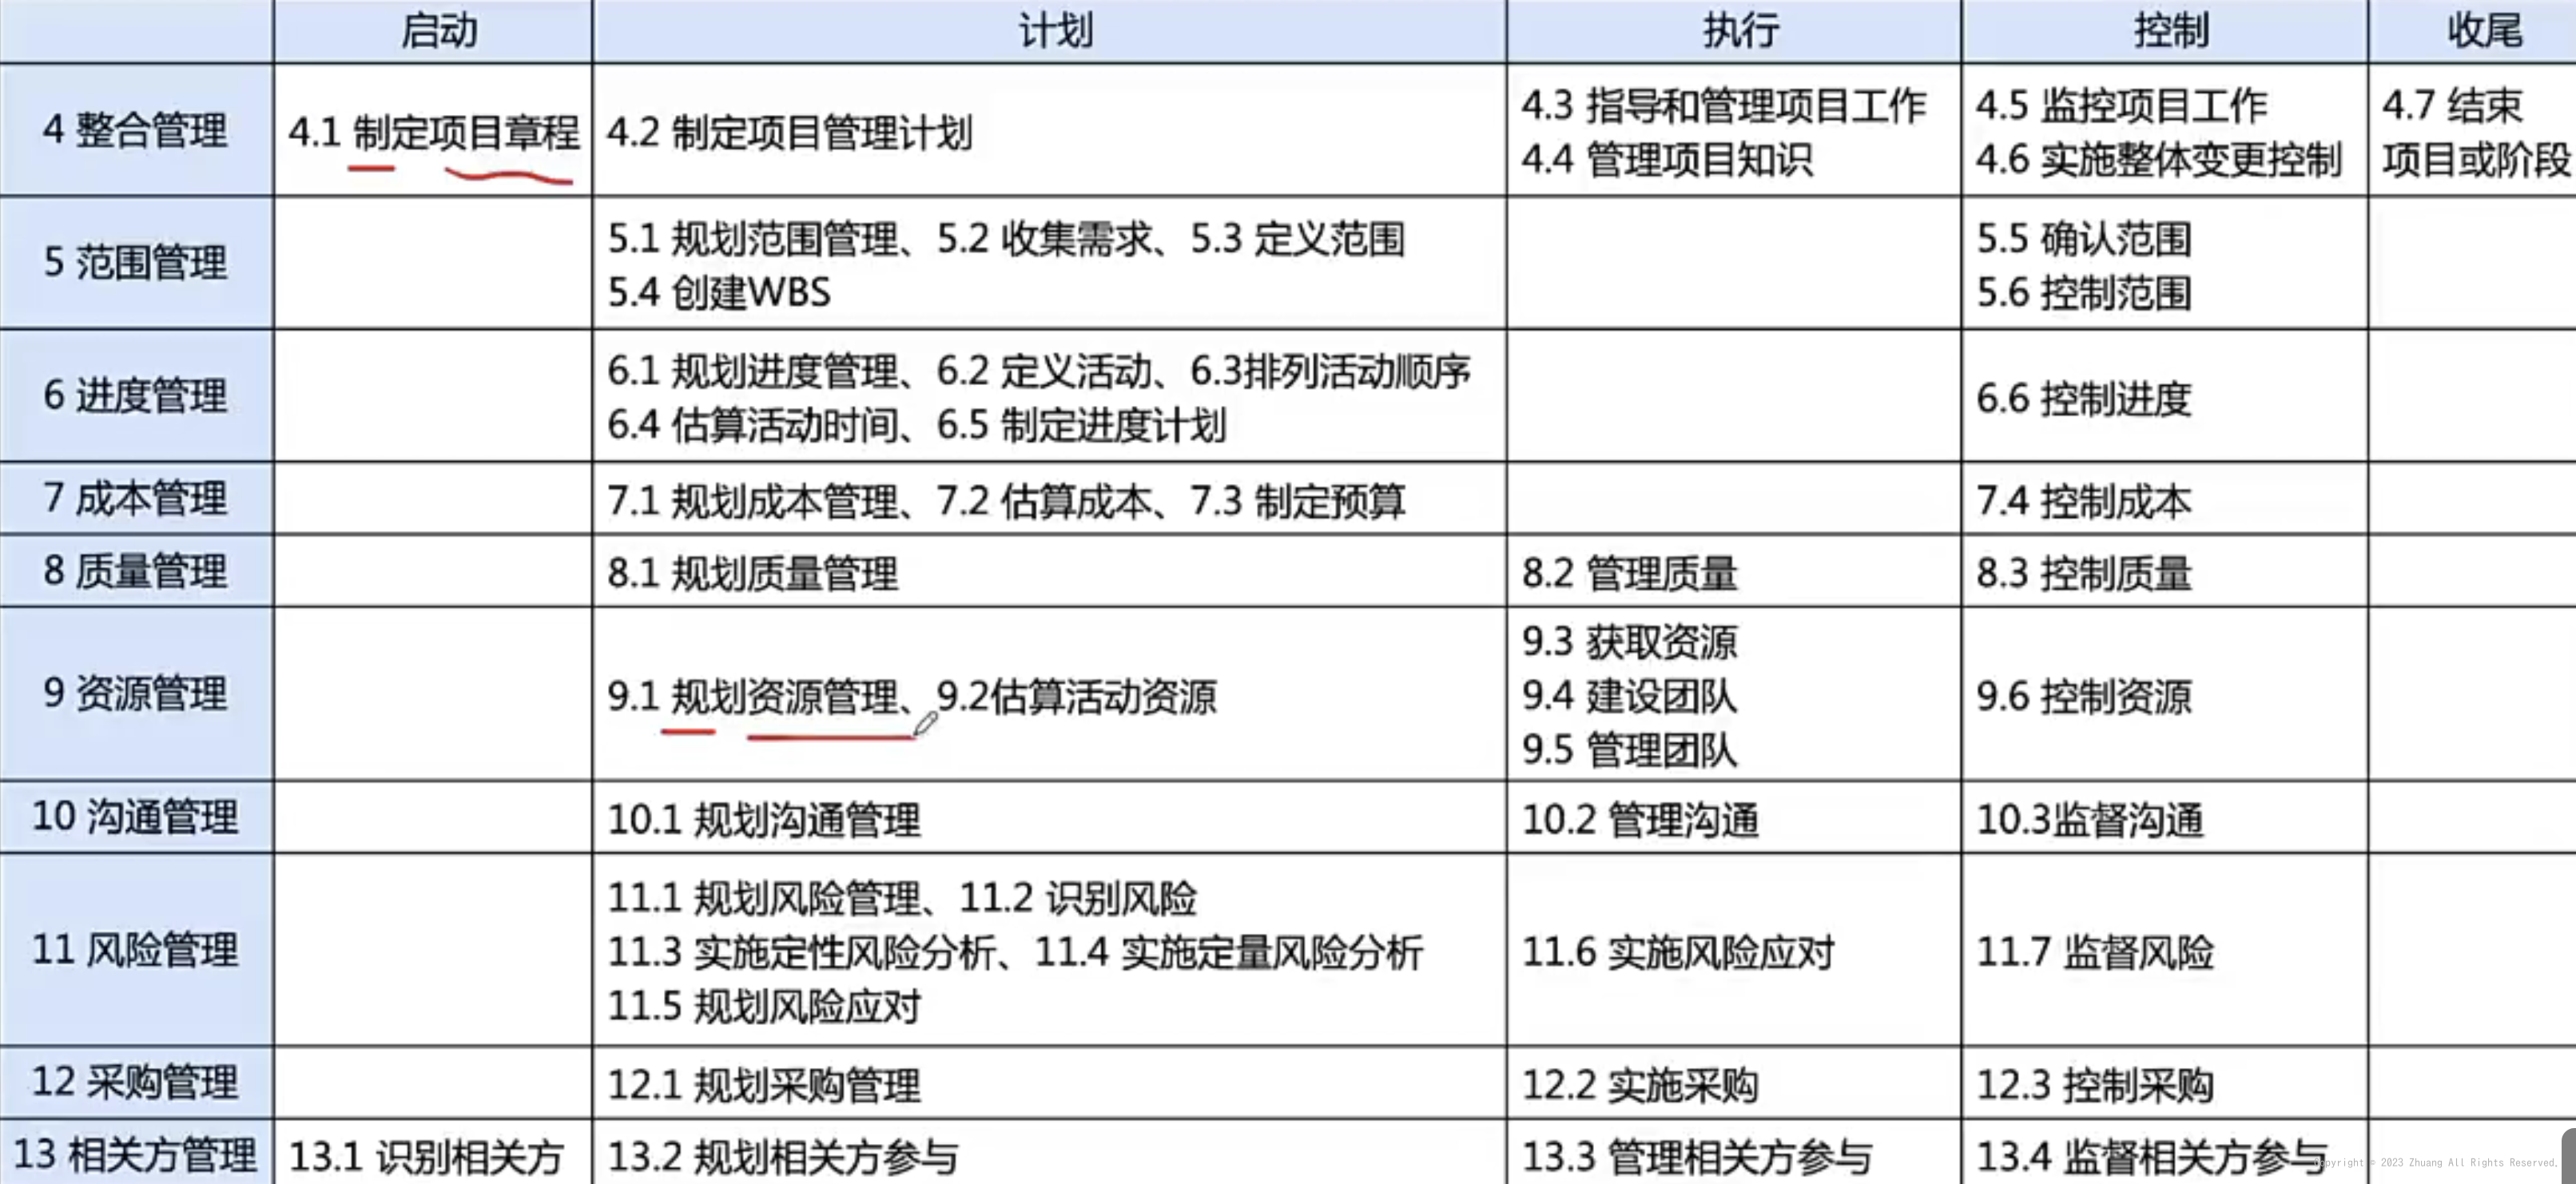 启动 计划 执行 控制 收尾
4 整合管理
4.1 制定项目章程
4.2 制定项目管理计划
4.3 指导和管理项目工作
4.4 管理项目知识
4.5 监控项目工作
4.6 实施整体变更控制
4.7 结束
项目或阶段
5 范围管理
5.1 规划范围管理、5.2 收集需求、5.3 定义范围
5.4 创建WBS
5.5 确认范围
5.6 控制范围
6 进度管理
6.1 规划进度管理、6.2 定义活动、6.3排列活动顺序
6.4 估算活动时间、6.5 制定进度计划
6.6 控制进度
7 成本管理
7.1 规划成本管理、7.2 估算成本、7.3 制定预算
7.4 控制成本
8 质量管理
8.1 规划质量管理
8.2 管理质量
8.3 控制质量
9 资源管理
9.1 规划资源管理、9.2估算活动资源
9.3 获取资源
9.4 建设团队
9.5 管理团队
9.6 控制资源
10 沟通管理
10.1 规划沟通管理
10.2 管理沟通
10.3监督沟通
11 风险管理
11.1 规划风险管理、11.2 识别风险
11.3 实施定性风险分析、11.4 实施定量风险分析
11.5 规划风险应对
11.6 实施风险应对
11.7 监督风险
12 采购管理
12.1 规划采购管理
12.2 实施采购
12.3 控制采购
13 相关方管理
13.1 识别相关方
13.2 规划相关方参与
13.3 管理相关方参与
13.4 监督相关方参与
Copyright © 2023 Zhuang All Rights Reserved.